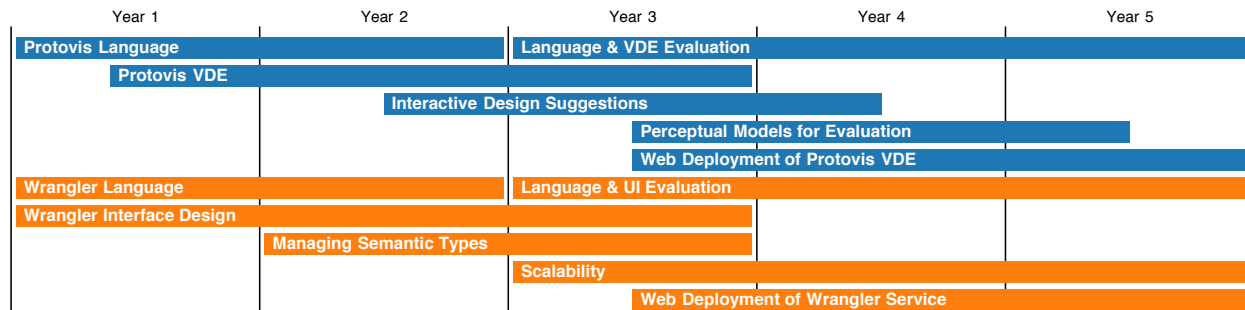 Year 1 Year 2 Year 3 Year 4 Year 5
Protovis Language Language & VDE Evaluation
Protovis VDE
Interactive Design Suggestions
Perceptual Models for Evaluation
Web Deployment of Protovis VDE
Wrangler Language Language & UI Evaluation
Wrangler Interface Design
Managing Semantic Types
Scalability
Web Deployment of Wrangler Service